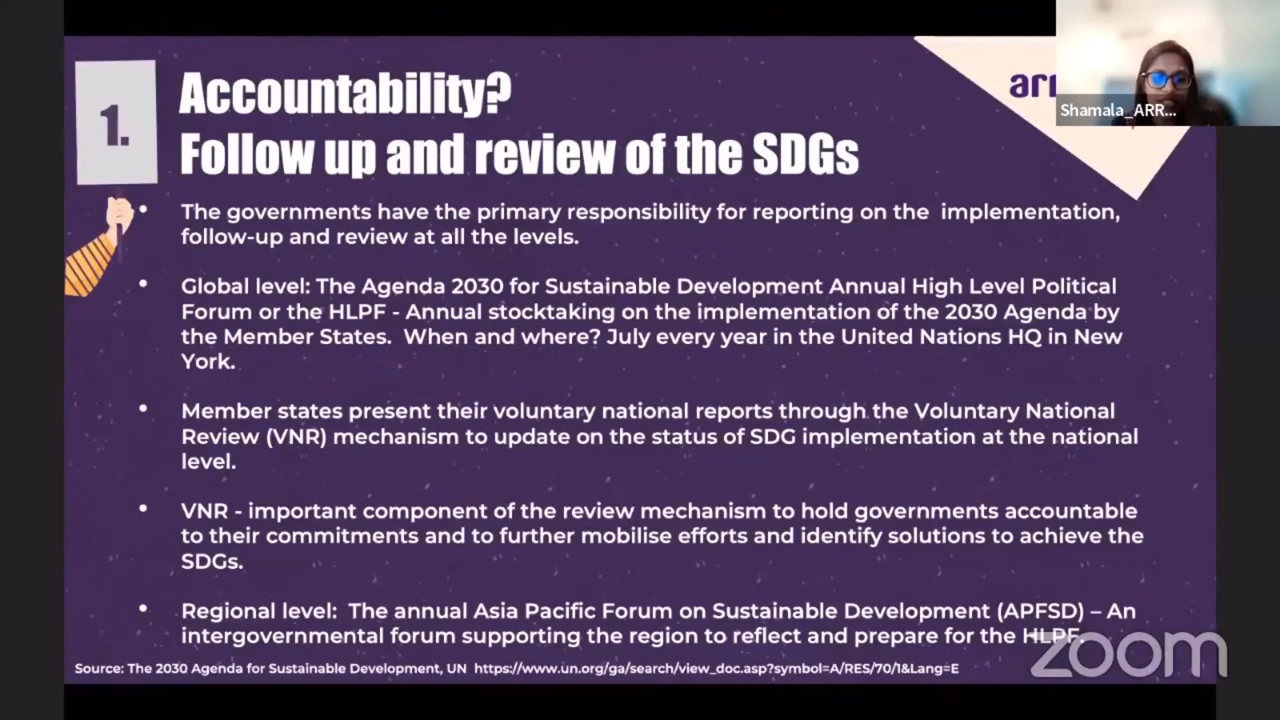 1.
Accountability?
Follow up and review of the SDGs
Shamala_ARR...
• The governments have the primary responsibility for reporting on the implementation,
follow-up and review at all the levels.
• Global level: The Agenda 2030 for Sustainable Development Annual High Level Political
Forum or the HLPF - Annual stocktaking on the implementation of the 2030 Agenda by
the Member States. When and where? July every year in the United Nations HQ in New
York.
• Member states present their voluntary national reports through the Voluntary National
Review (VNR) mechanism to update on the status of SDG implementation at the national
level.
• VNR - important component of the review mechanism to hold governments accountable
to their commitments and to further mobilise efforts and identify solutions to achieve the
SDGs.
• Regional level: The annual Asia Pacific Forum on Sustainable Development (APFSD) – An
intergovernmental forum supporting the region to reflect and prepare for the HLPF.
Source: The 2030 Agenda for Sustainable Development, UN https://www.un.org/ga/search/view_doc.asp?symbol=A/RES/70/1&Lang=E
zoom